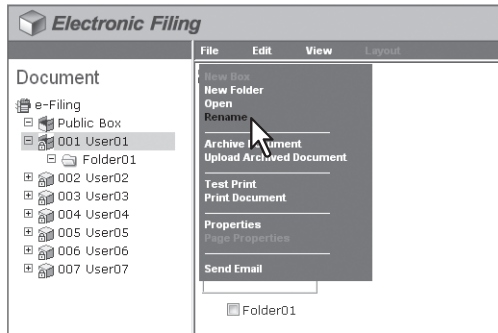 Electronic Filing
File Edit View Layout
Document
e-Filing
Public Box
001 User01
Folder01
002 User02
003 User03
004 User04
005 User05
006 User06
007 User07
New Box
New Folder
Open
Rename
Archive Document
Upload Archived Document
Test Print
Print Document
Properties
Page Properties
Send Email
Folder01